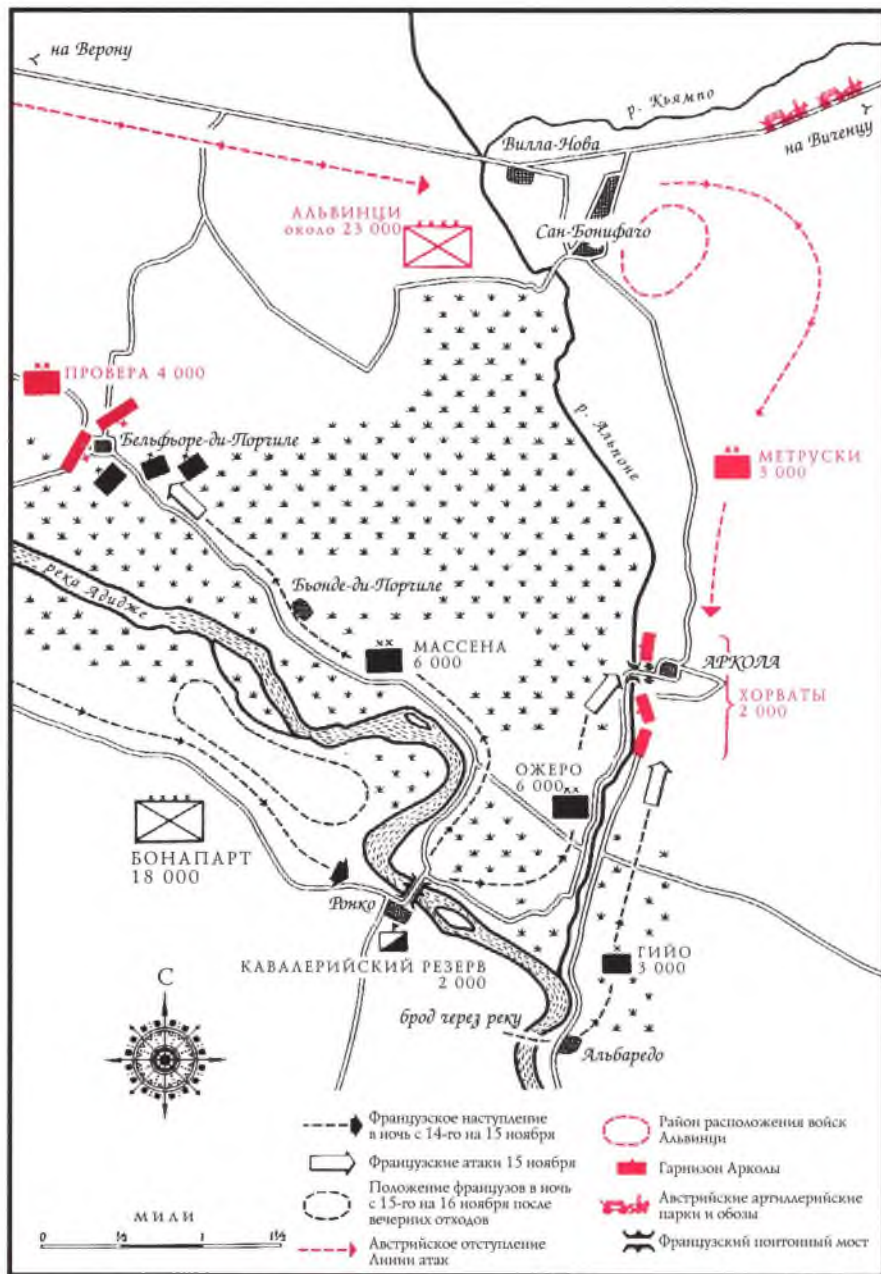 на Верону
р. Кьямпо
на Виченцу
Вилла-Нова
АЛЬВИНЦИ
около 23 000
Сан-Бонифачо
ПРОВЕРА 4 000
Бельфьоре-ди-Порчиле
р. Альпоне
МЕТРУСКИ
3 000
река Адидже
Бьонде-ди-Порчиле
МАССЕНА
6 000
АРКОЛА
ХОРВАТЫ
2 000
ОЖЕРО
6 000
БОНАПАРТ
18 000
Ронко
КАВАЛЕРИЙСКИЙ РЕЗЕРВ
2 000
ГИЙО
3 000
брод через реку
Альбаредо
С
Французское наступление
в ночь с 14-го на 15 ноября
Французские атаки 15 ноября
Положение французов в ночь
с 15-го на 16 ноября после
вечерних отходов
Австрийское отступление
Линии атак
Район расположения войск
Альвинци
Гарнизон Арколы
Австрийские артиллерийские
парки и обозы
Французский понтонный мост
МИЛИ
0 ½ 1 1½